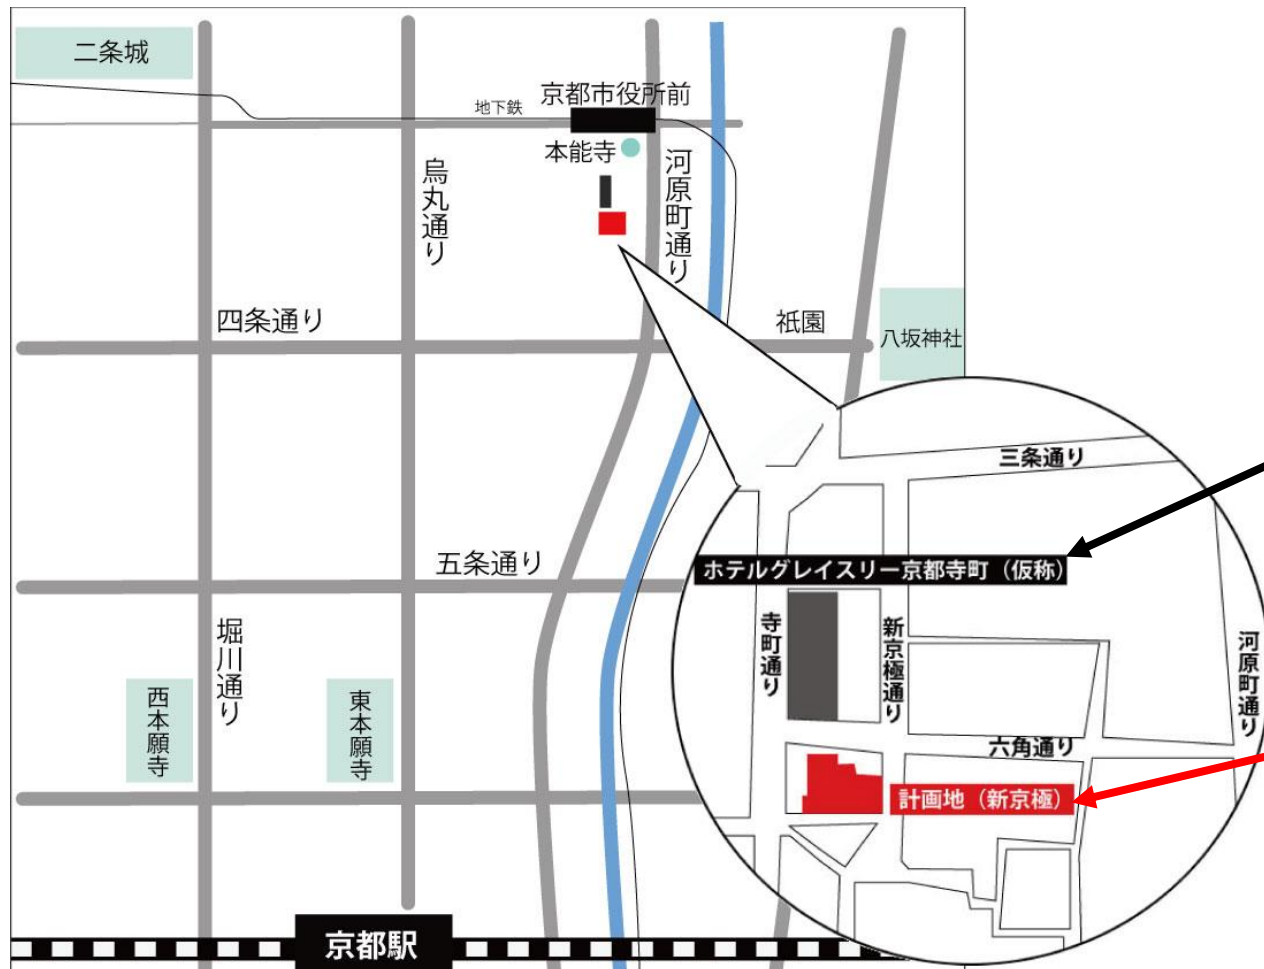 二条城
京都市役所前
地下鉄
本能寺
烏丸通り
河原町通り
四条通り
祇園
八坂神社
三条通り
五条通り
ホテルグレイスリー京都寺町（仮称）
堀川通り
寺町通り
新京極通り
河原町通り
西本願寺
東本願寺
六角通り
計画地（新京極）
京都駅